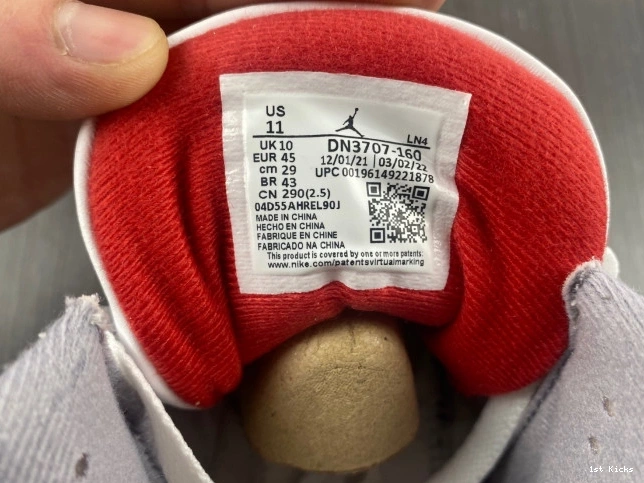 US
11
LN4
UK 10
DN3707-160
EUR 45
12/01/21 | 03/02/22
cm 29
UPC 00196149221878
BR 43
CN 290(2.5)
04D55AHREL90J
MADE IN CHINA
HECHO EN CHINA
FABRIQUE EN CHINE
FABRICADO NA CHINA
This product is covered by one or more patents:
www.nike.com/patentsvirtualmarking
1st Kicks